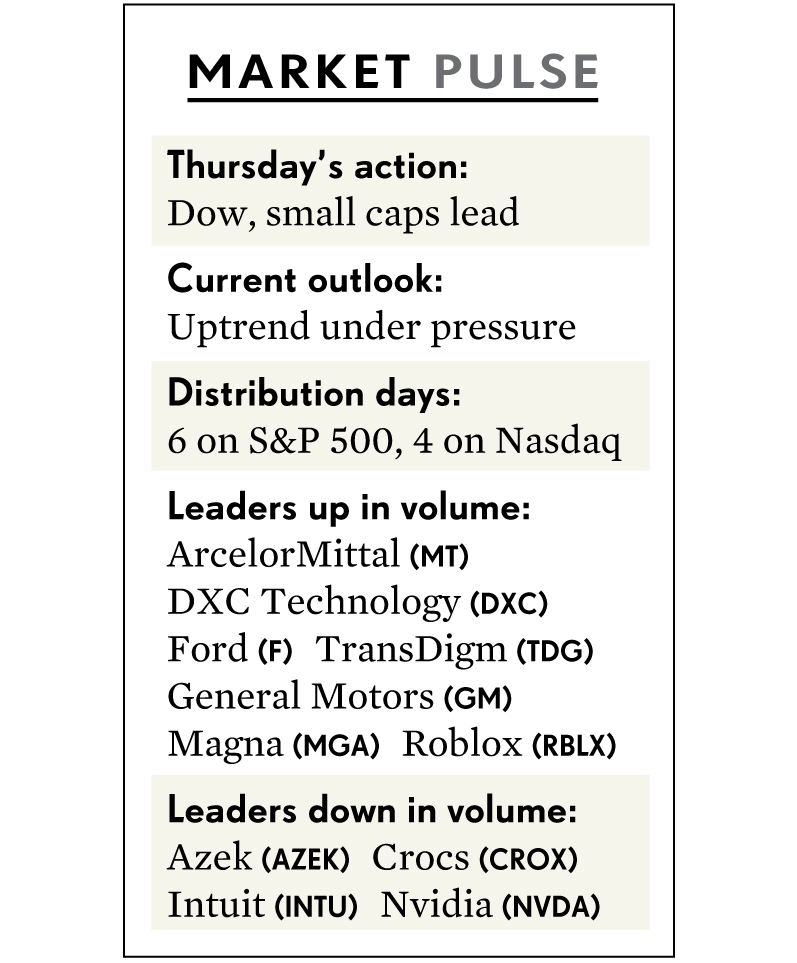 MARKET PULSE
Thursday’s action:
Dow, small caps lead
Current outlook:
Uptrend under pressure
Distribution days:
6 on S&P 500, 4 on Nasdaq
Leaders up in volume:
ArcelorMittal (MT)
DXC Technology (DXC)
Ford (F) TransDigm (TDG)
General Motors (GM)
Magna (MGA) Roblox (RBLX)
Leaders down in volume:
Azek (AZEK) Crocs (CROX)
Intuit (INTU) Nvidia (NVDA)